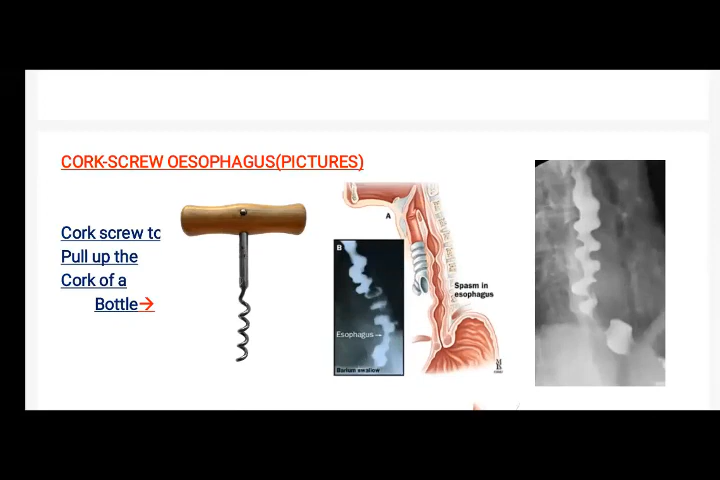 CORK-SCREW OESOPHAGUS(PICTURES)
Cork screw to
Pull up the
Cork of a
Bottle→
A
B
Spasm in
esophagus
Esophagus
Barium swallow